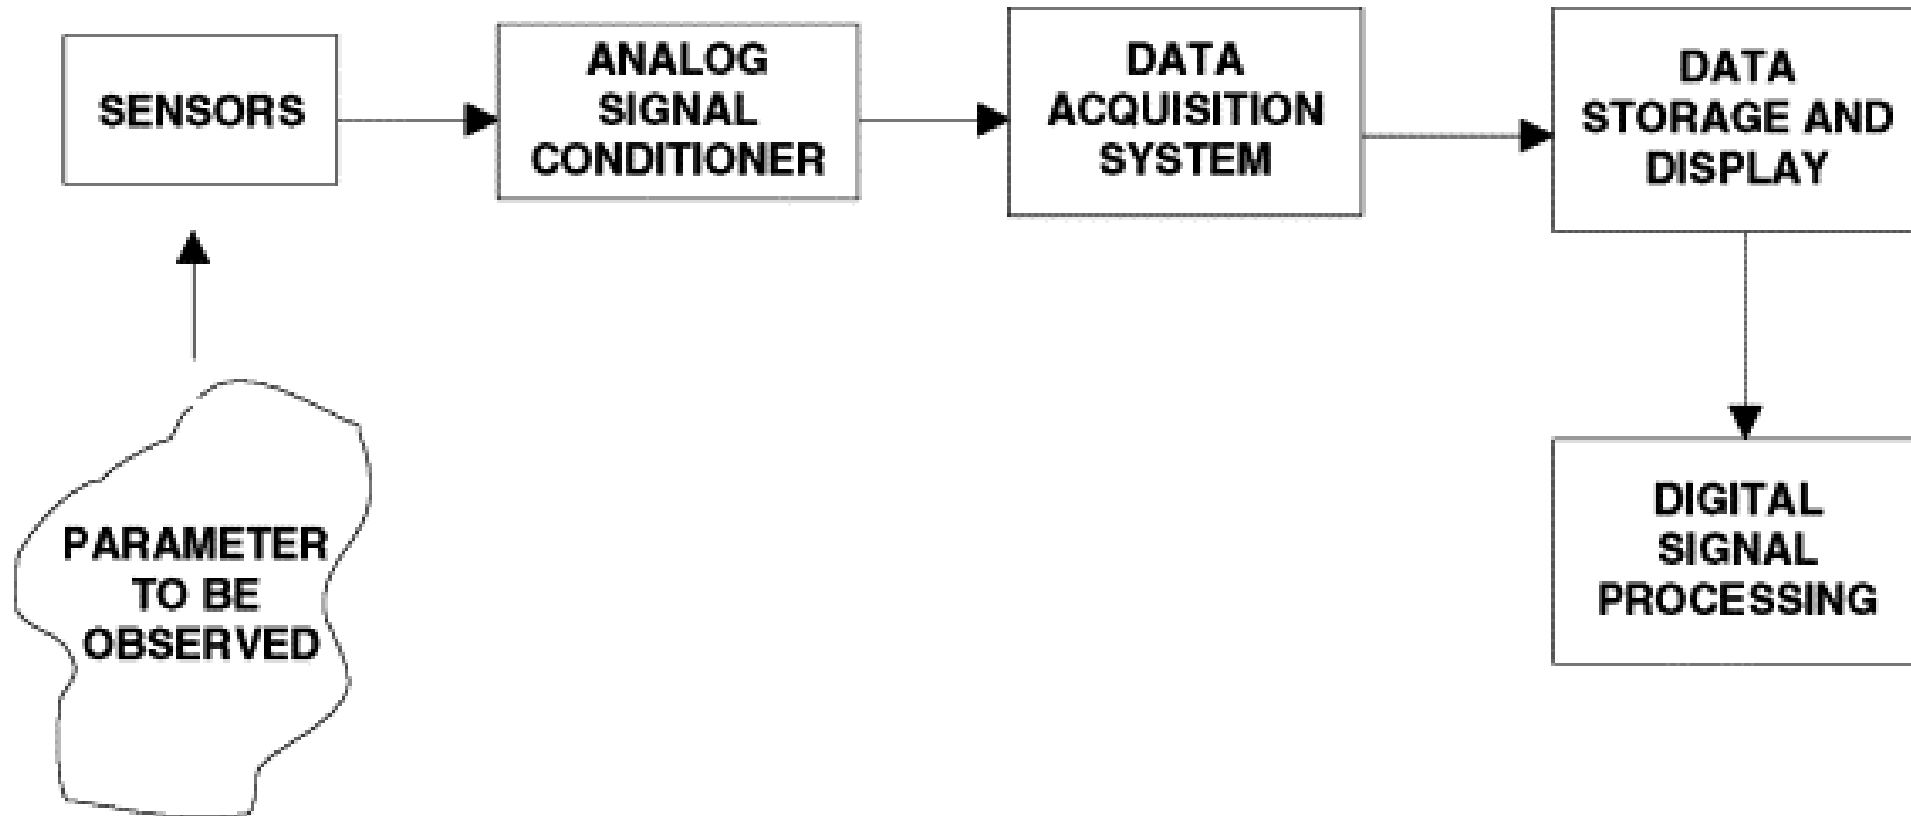 SENSORS
ANALOG
SIGNAL
CONDITIONER
DATA
ACQUISITION
SYSTEM
DATA
STORAGE AND
DISPLAY
PARAMETER
TO BE
OBSERVED
DIGITAL
SIGNAL
PROCESSING